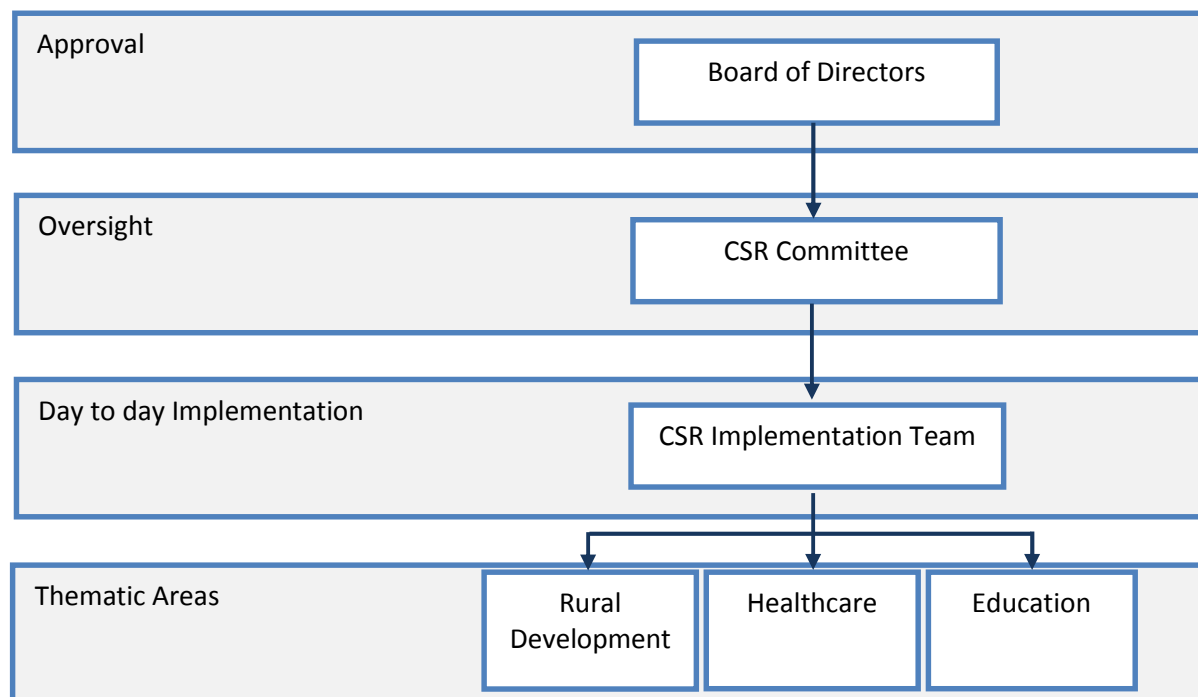 Approval
Board of Directors
Oversight
CSR Committee
Day to day Implementation
CSR Implementation Team
Thematic Areas
Rural
Development
Healthcare
Education